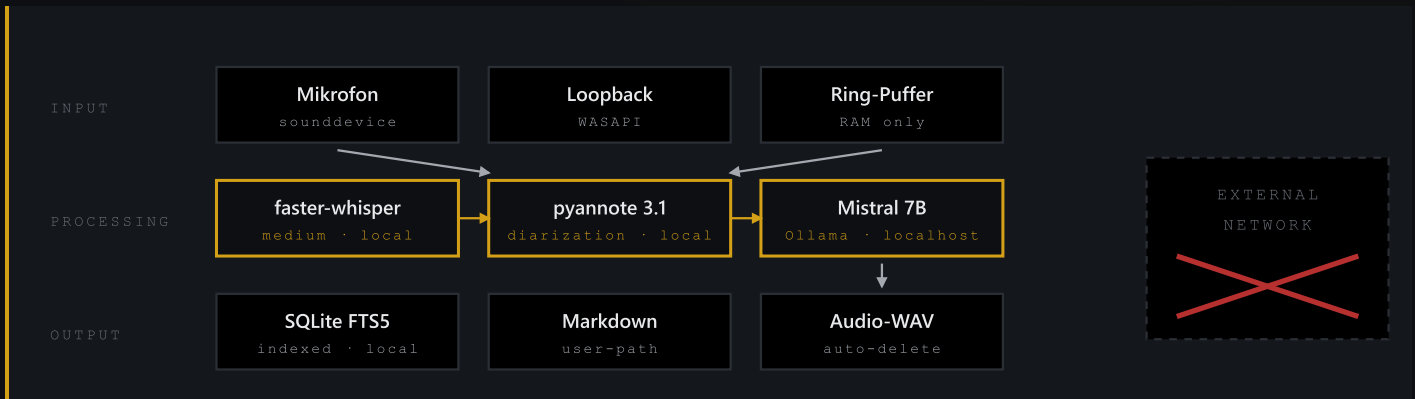 INPUT
Mikrofon
sounddevice
Loopback
WASAPI
Ring-Puffer
RAM only
PROCESSING
faster-whisper
medium · local
pyannote 3.1
diarization · local
Mistral 7B
Ollama · localhost
OUTPUT
SQLite FTS5
indexed · local
Markdown
user-path
Audio-WAV
auto-delete
EXTERNAL
NETWORK